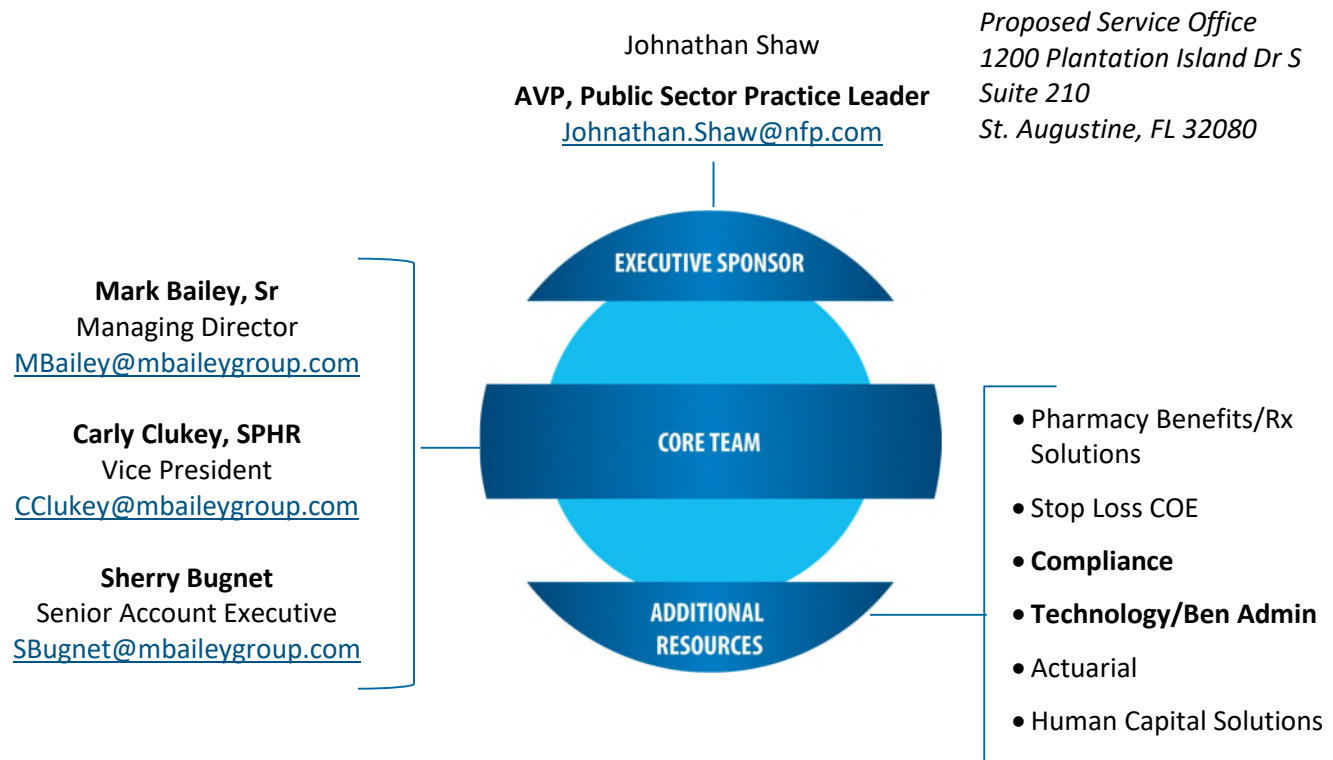 Johnathan Shaw
AVP, Public Sector Practice Leader
Johnathan.Shaw@nfp.com
Proposed Service Office
1200 Plantation Island Dr S
Suite 210
St. Augustine, FL 32080
EXECUTIVE SPONSOR
Mark Bailey, Sr
Managing Director
MBailey@mbaileygroup.com
Carly Clukey, SPHR
Vice President
CClukey@mbaileygroup.com
Sherry Bugnet
Senior Account Executive
SBugnet@mbaileygroup.com
CORE TEAM
ADDITIONAL
RESOURCES
• Pharmacy Benefits/Rx
Solutions
• Stop Loss COE
• Compliance
• Technology/Ben Admin
• Actuarial
• Human Capital Solutions